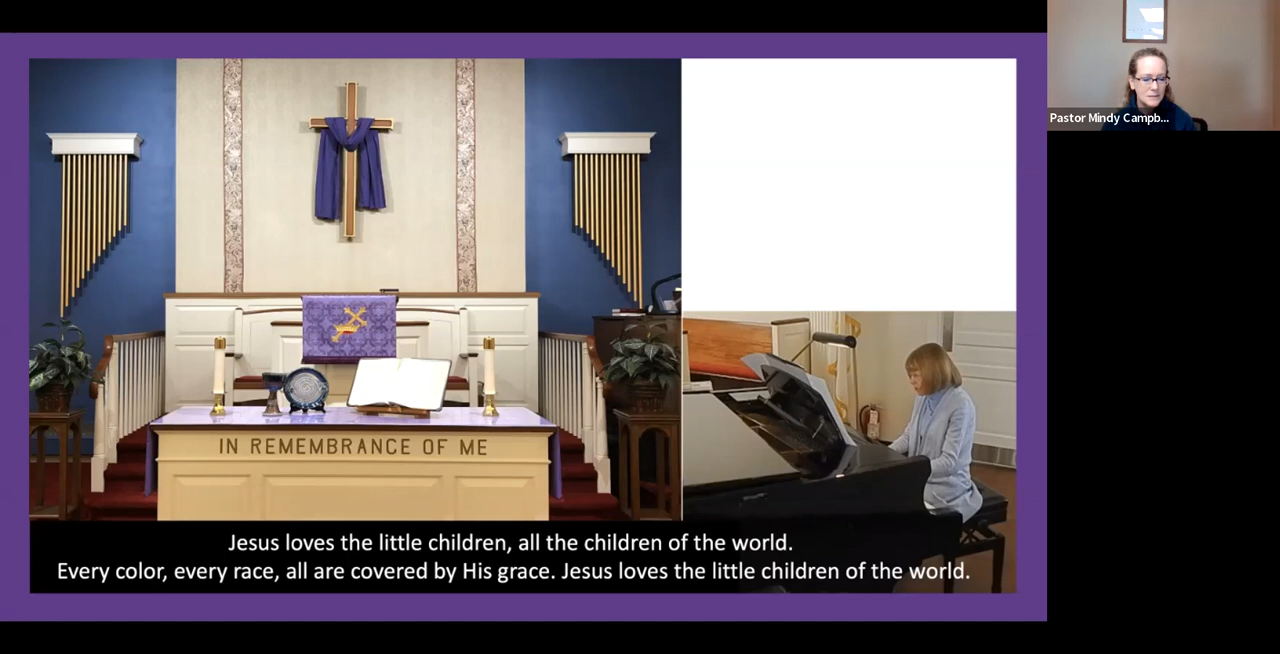 Pastor Mindy Campb...
IN REMEMBRANCE OF ME
Jesus loves the little children, all the children of the world.
Every color, every race, all are covered by His grace. Jesus loves the little children of the world.